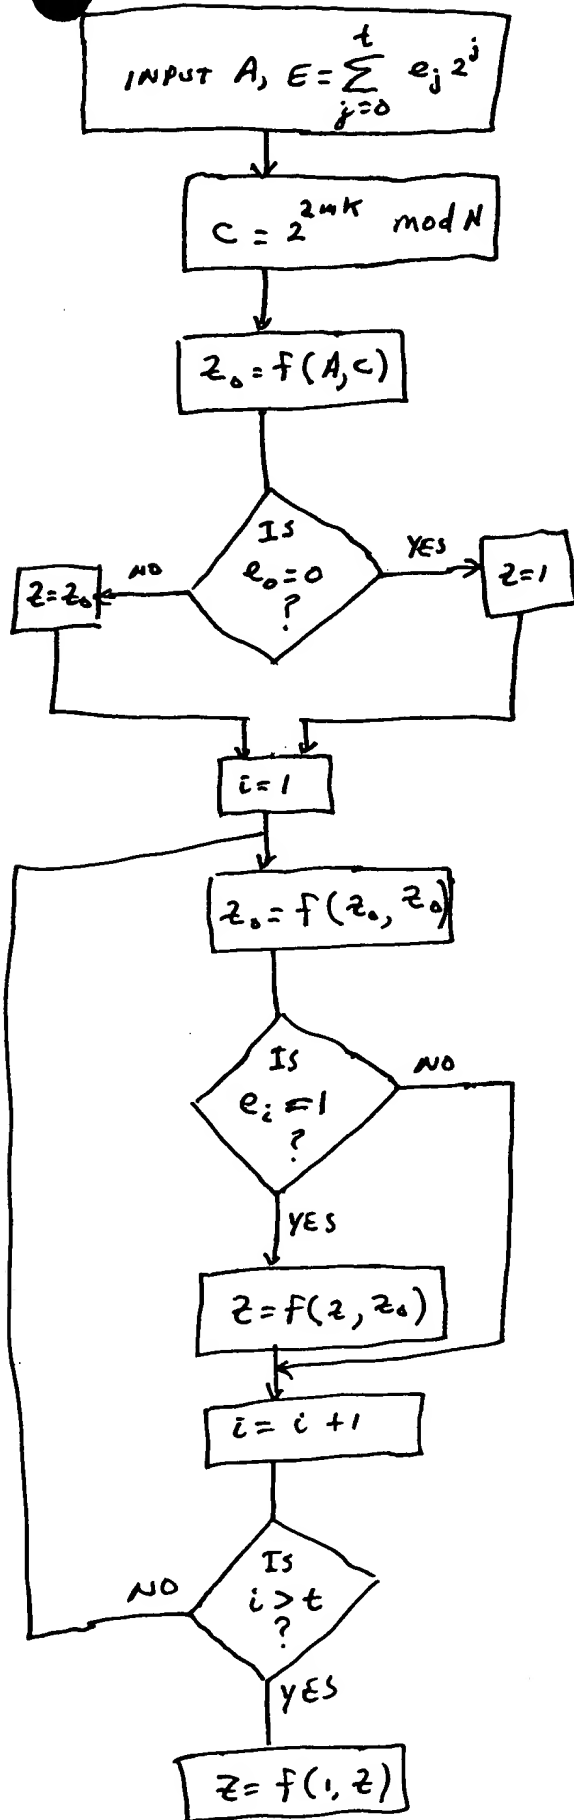 INPUT A, E = ∑_{j=0}^{t} e_j 2^j
C = 2^{2mK} mod N
Z_0 = f(A,C)
Is
e_0 = 0
?
NO
YES
Z = Z_0
Z = 1
i = 1
Z_0 = f(Z_0, Z_0)
Is
e_i = 1
?
NO
YES
Z = f(Z, Z_0)
i = i + 1
Is
i > t
?
NO
YES
Z = f(1, Z)